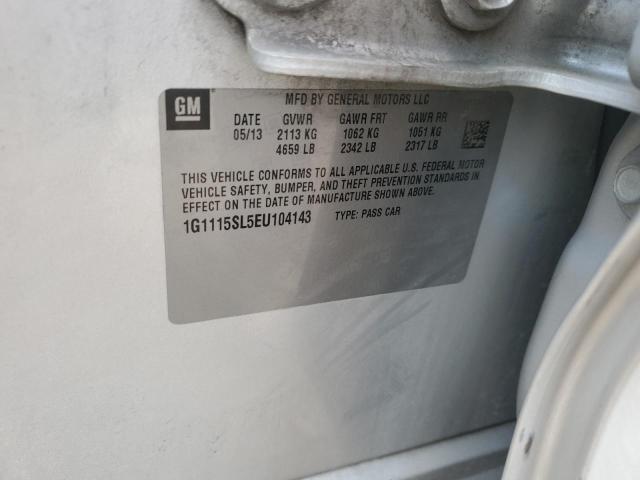 GM
MFD BY GENERAL MOTORS LLC
DATE GVWR GAWR FRT GAWR RR
05/13 2113 KG 1062 KG 1051 KG
4659 LB 2342 LB 2317 LB
THIS VEHICLE CONFORMS TO ALL APPLICABLE U.S. FEDERAL MOTOR
VEHICLE SAFETY, BUMPER, AND THEFT PREVENTION STANDARDS IN
EFFECT ON THE DATE OF MANUFACTURE SHOWN ABOVE.
1G1115SL5EU104143 TYPE: PASS CAR